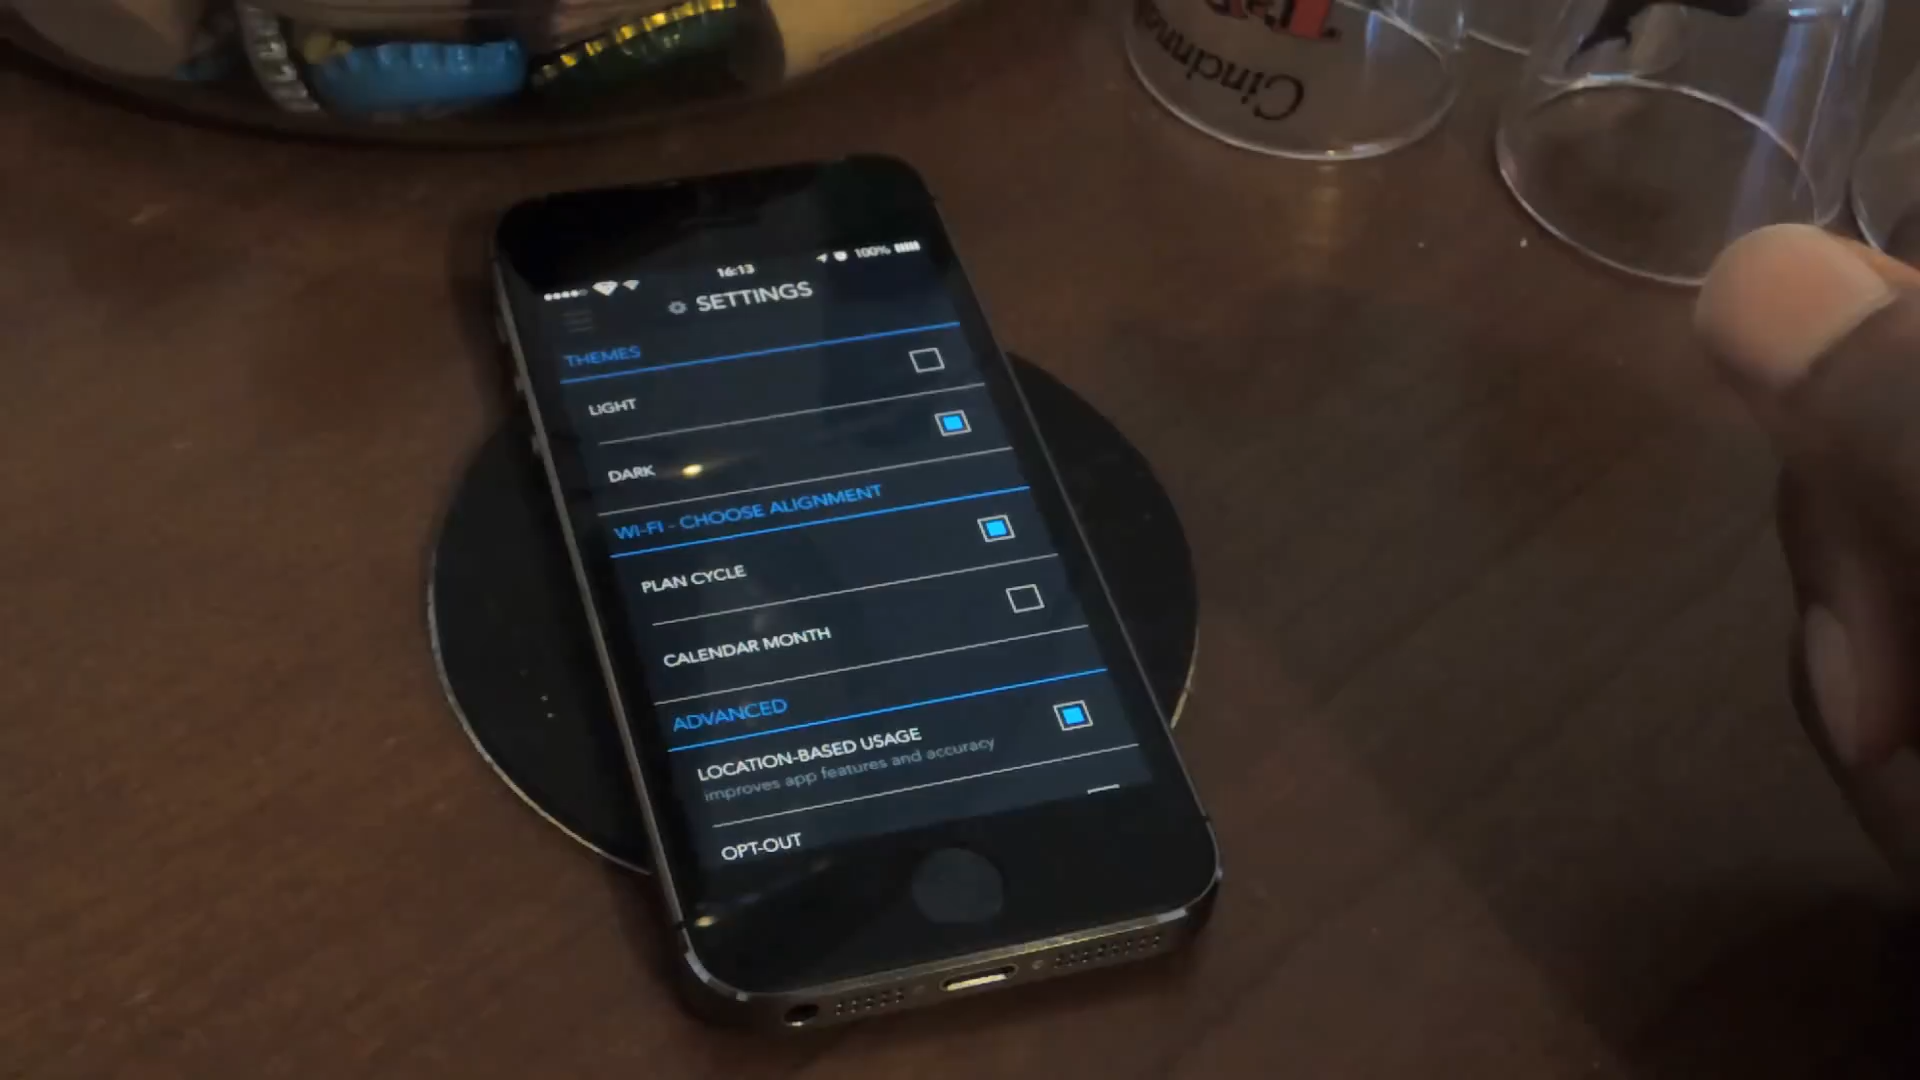 Cincinnati
16:13
100%
SETTINGS
THEMES
LIGHT
DARK
WI-FI - CHOOSE ALIGNMENT
PLAN CYCLE
CALENDAR MONTH
ADVANCED
LOCATION-BASED USAGE
improves app features and accuracy
OPT-OUT